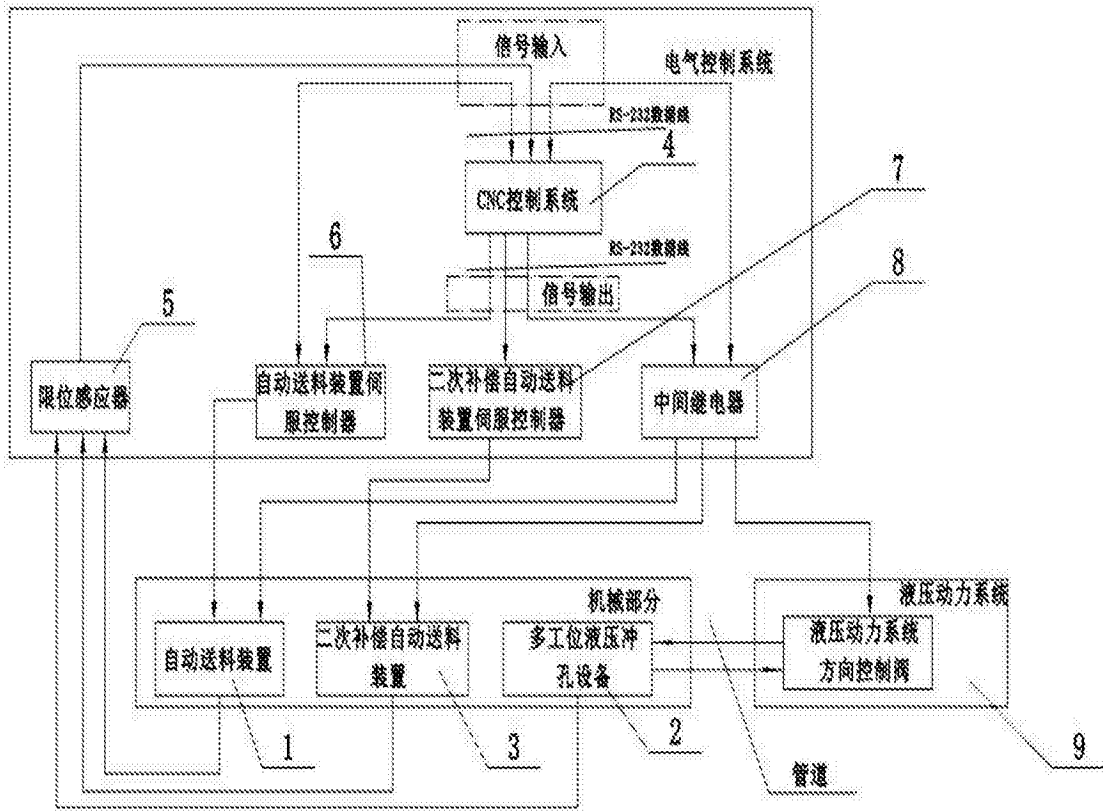 信号输入
电气控制系统
RS-232数据线
4
CNC控制系统
7
RS-232数据线
6
8
信号输出
5
限位感应器
自动送料装置伺
服控制器
二次补偿自动送料
装置伺服控制器
中间继电器
机械部分
液压动力系统
自动送料装置
二次补偿自动送料
装置
多工位液压冲
孔设备
液压动力系统
方向控制阀
1
3
2
9
管道